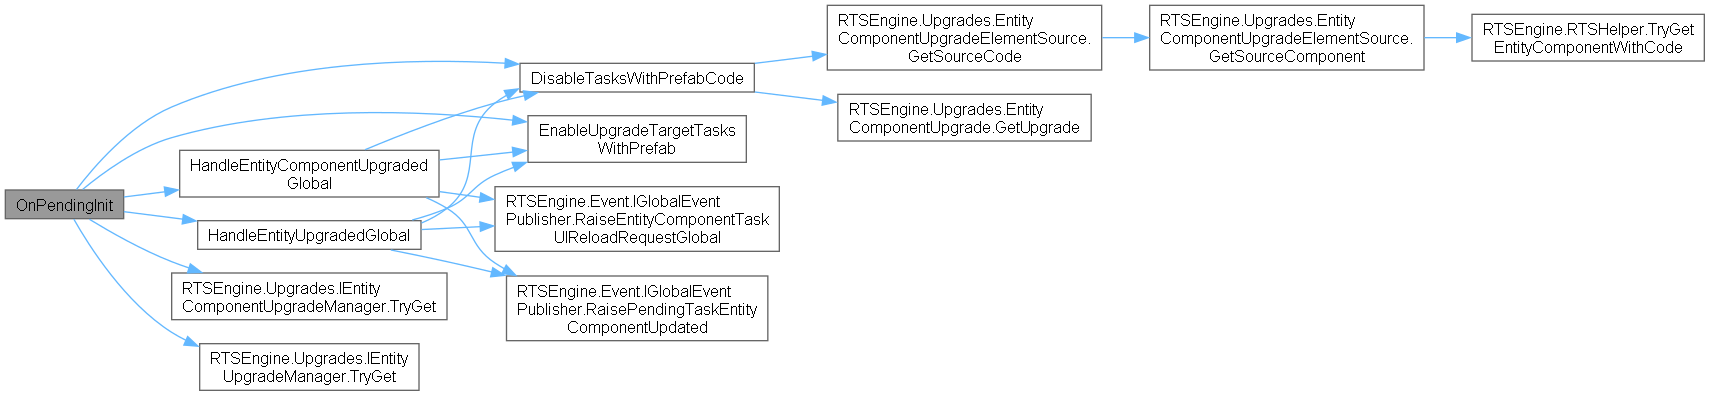 OnPendingInit
HandleEntityComponentUpgraded
Global
HandleEntityUpgradedGlobal
RTSEngine.Upgrades.IEntity
ComponentUpgradeManager.TryGet
RTSEngine.Upgrades.IEntity
UpgradeManager.TryGet
DisableTasksWithPrefabCode
EnableUpgradeTargetTasks
WithPrefab
RTSEngine.Event.IGlobalEvent
Publisher.RaiseEntityComponentTask
UIReloadRequestGlobal
RTSEngine.Event.IGlobalEvent
Publisher.RaisePendingTaskEntity
ComponentUpdated
RTSEngine.Upgrades.Entity
ComponentUpgradeElementSource.
GetSourceCode
RTSEngine.Upgrades.Entity
ComponentUpgrade.GetUpgrade
RTSEngine.Upgrades.Entity
ComponentUpgradeElementSource.
GetSourceComponent
RTSEngine.RTSHelper.TryGet
EntityComponentWithCode